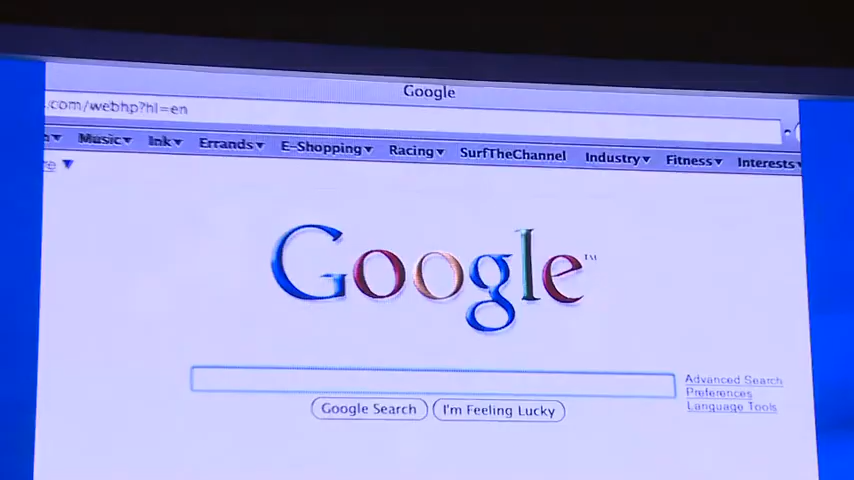 Google
.com/webhp?hl=en
Music Ink Errands E-Shopping Racing SurfTheChannel Industry Fitness Interests
Google™
Advanced Search
Preferences
Language Tools
Google Search I'm Feeling Lucky